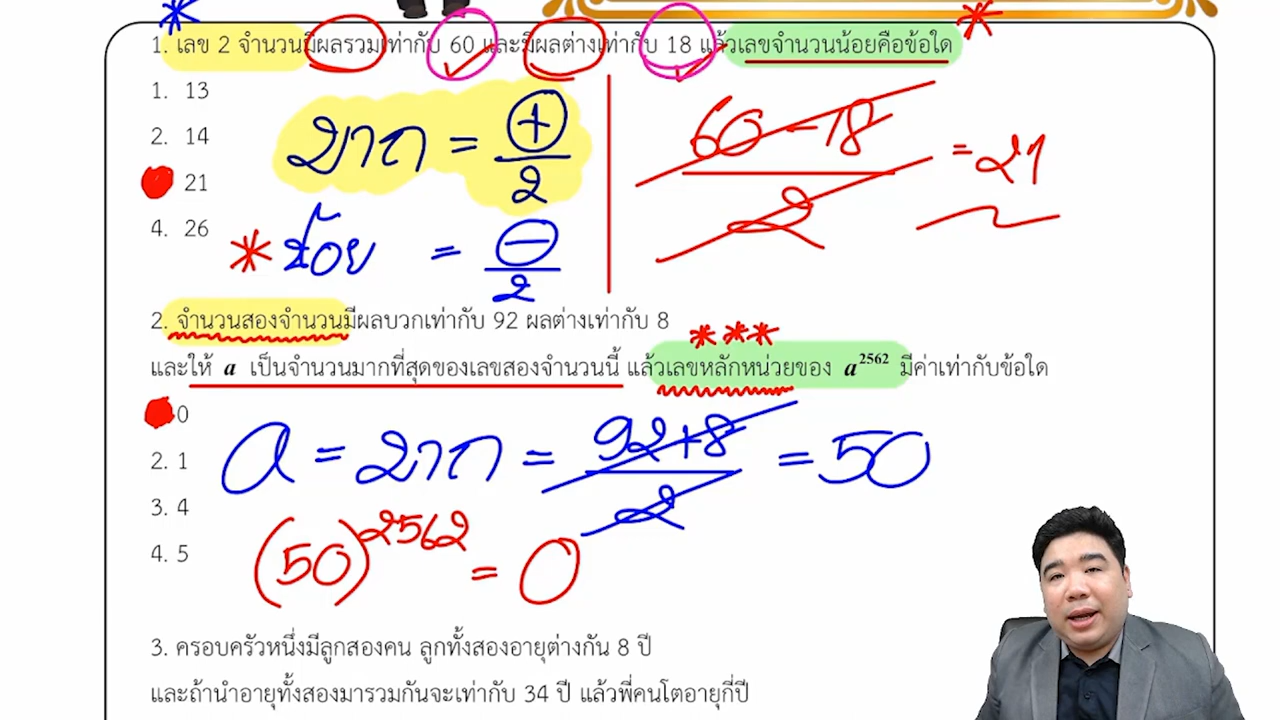 1. เลข 2 จำนวนมีผลรวมเท่ากับ 60 และมีผลต่างเท่ากับ 18 แล้วเลขจำนวนน้อยคือข้อใด
1. 13
2. 14
21
4. 26
มาก = + / 2
60 - 18 / 2 = 21
น้อย = - / 2
2. จำนวนสองจำนวนมีผลบวกเท่ากับ 92 ผลต่างเท่ากับ 8
และให้ a เป็นจำนวนมากที่สุดของเลขสองจำนวนนี้ แล้วเลขหลักหน่วยของ a^2562 มีค่าเท่ากับข้อใด
0
2. 1
3. 4
4. 5
a = มาก = 92+8 / 2 = 50
(50)^2562 = 0
3. ครอบครัวหนึ่งมีลูกสองคน ลูกทั้งสองอายุต่างกัน 8 ปี
และถ้านำอายุทั้งสองมารวมกันจะเท่ากับ 34 ปี แล้วพี่คนโตอายุกี่ปี